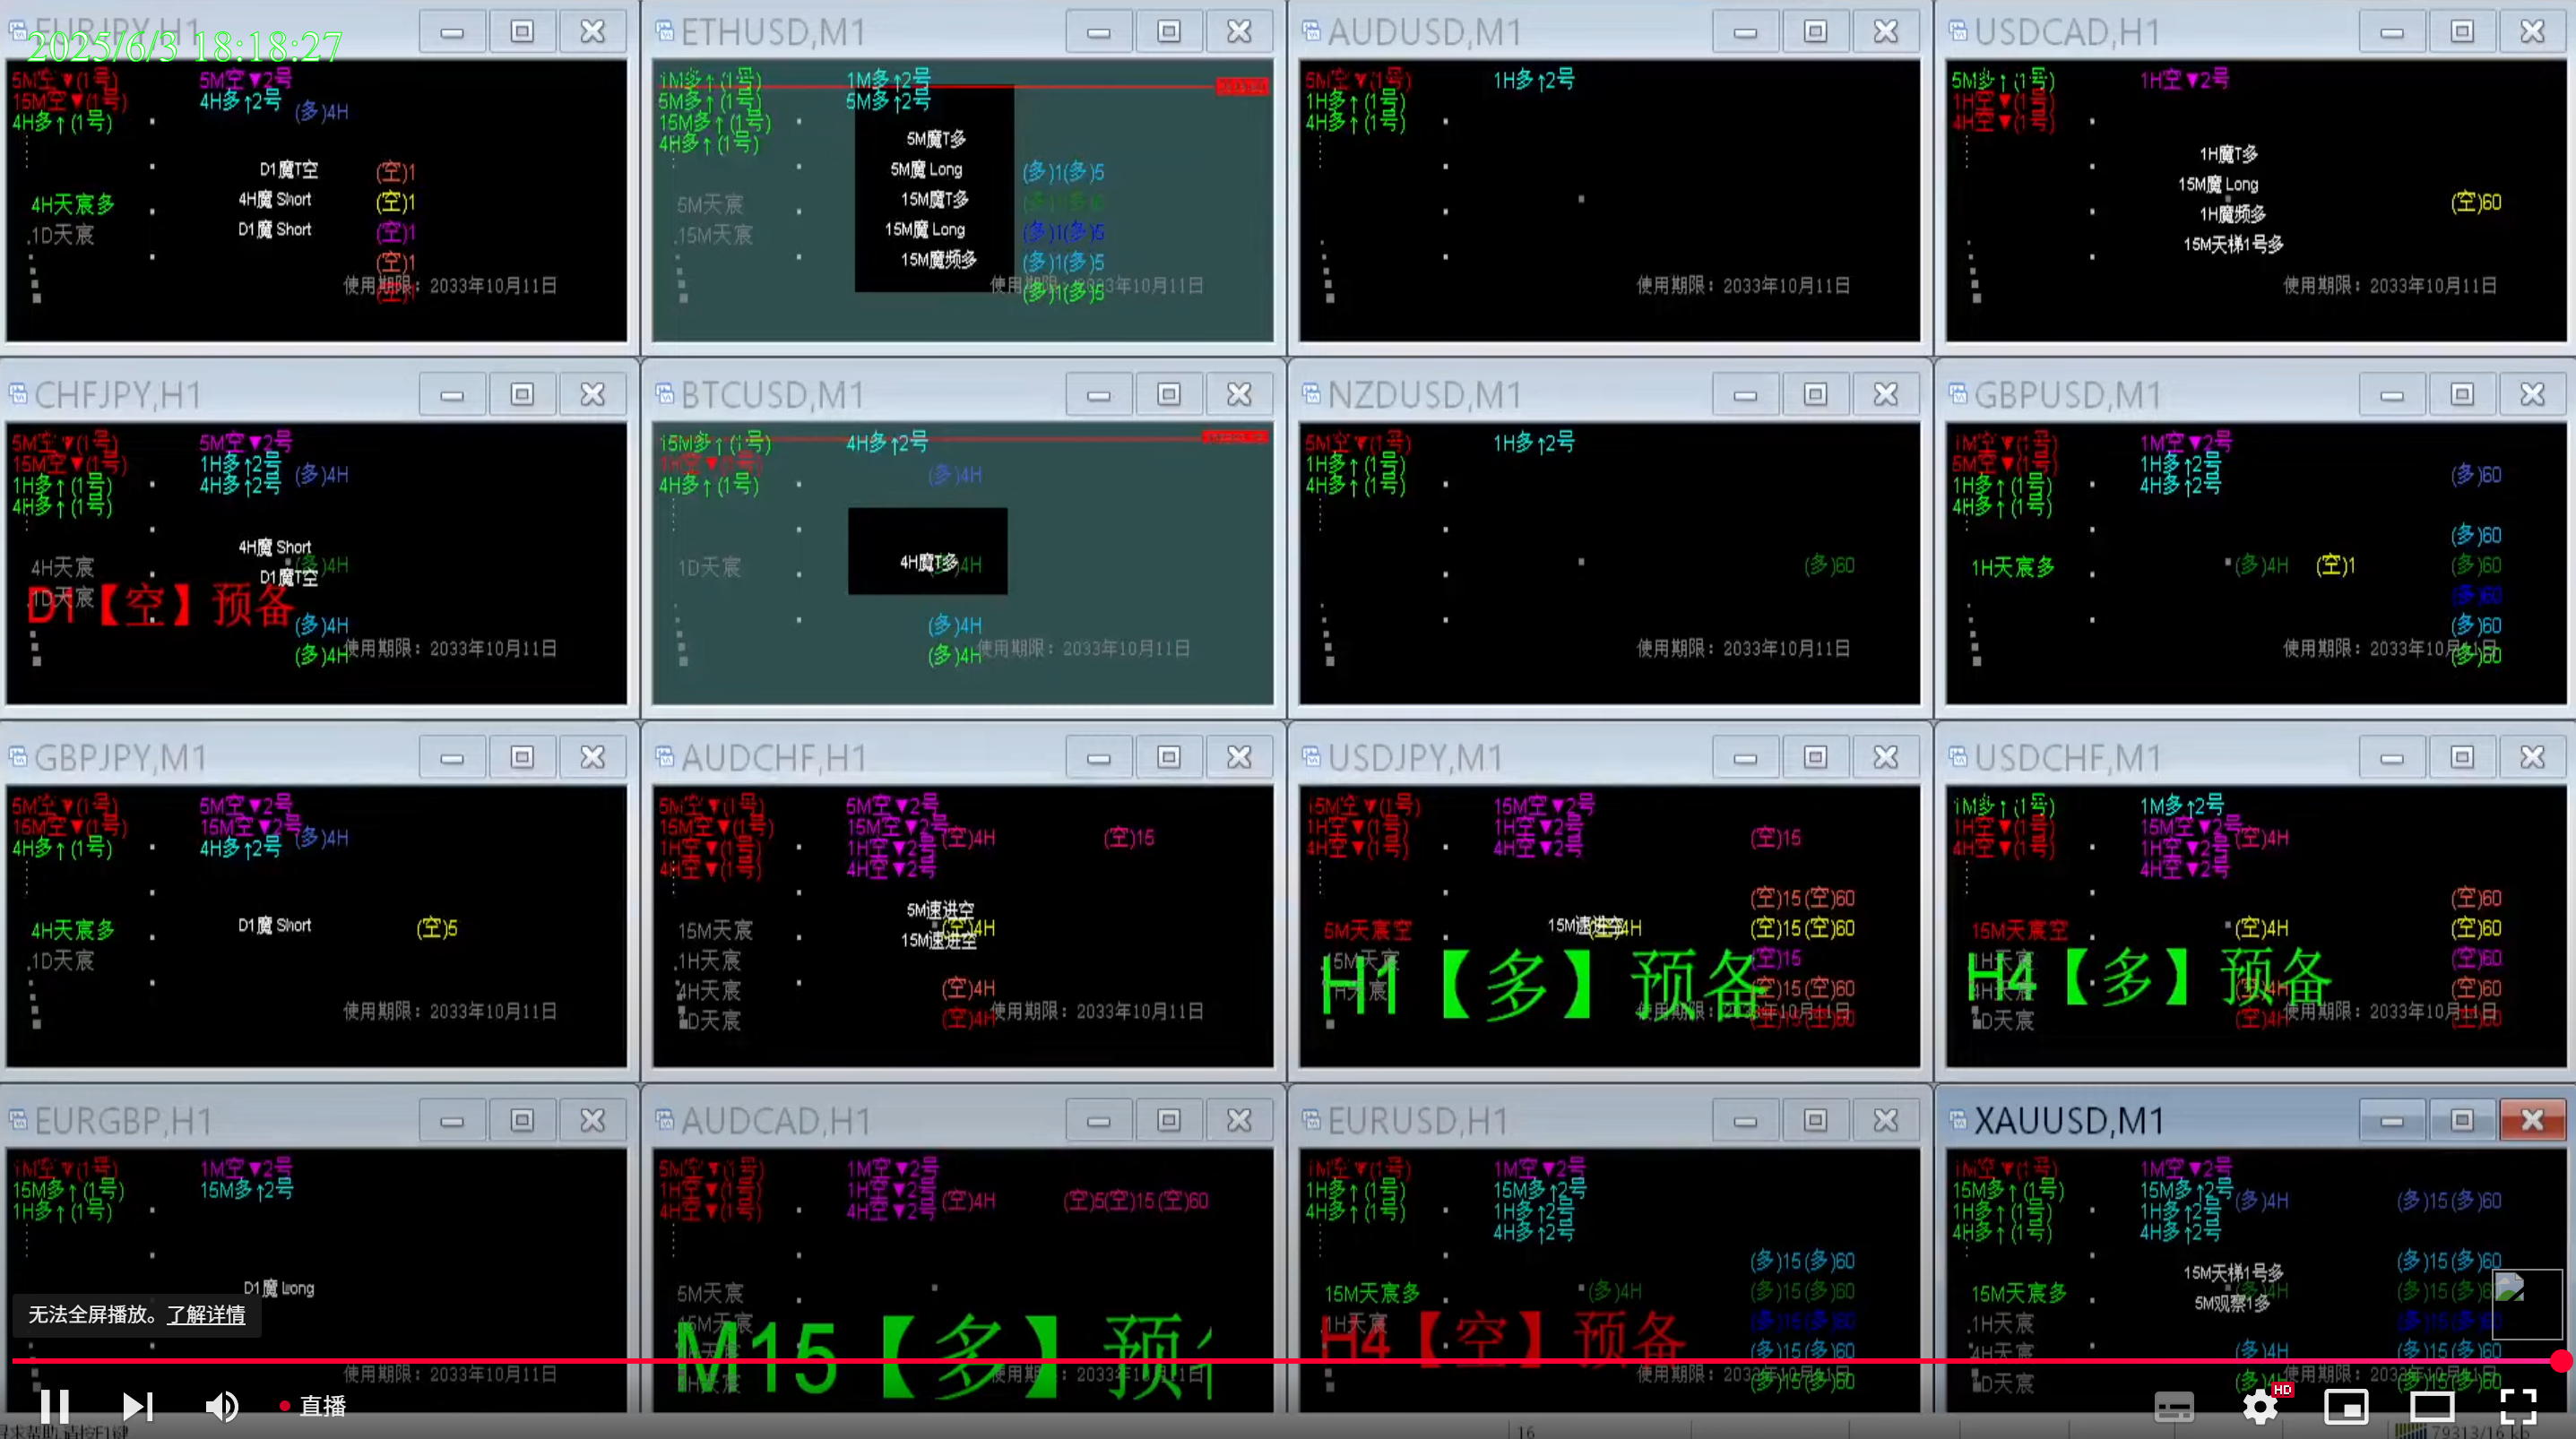 2025/6/3 18:18:27
EURJPY,H1
5M空▼(1号) 5M空▼2号
15M空▼(1号) 4H多↑2号 (多)4H
4H多↑(1号)
D1魔T空 (空)1
4H天宸多 4H魔 Short (空)1
.1D天宸 D1魔 Short (空)1
(空)1
使用期限：2033年10月11日
ETHUSD,M1
1M多↑(1号) 1M多↑2号
5M多↑(1号) 5M多↑2号
15M多↑(1号)
4H多↑(1号)
5M魔T多
5M魔 Long (多)1(多)5
5M天宸 15M魔T多
.15M天宸 15M魔 Long (多)1(多)5
15M魔频多 (多)1(多)5
使用期限：2033年10月11日
(多)1(多)5
AUDUSD,M1
5M空▼(1号) 1H多↑2号
1H多↑(1号)
4H多↑(1号)
使用期限：2033年10月11日
USDCAD,H1
5M多↑(1号) 1H空▼2号
1H空▼(1号)
4H空▼(1号)
1H魔T多
15M魔 Long
1H魔频多 (空)60
15M天梯1号多
使用期限：2033年10月11日
CHFJPY,H1
5M空▼(1号) 5M空▼2号
15M空▼(1号) 1H多↑2号
1H多↑(1号) 4H多↑2号 (多)4H
4H多↑(1号)
4H魔 Short
4H天宸 (多)4H
D1魔T空
.1D天宸
D1【空】预备
(多)4H
(多)4H 使用期限：2033年10月11日
BTCUSD,M1
15M多↑(1号) 4H多↑2号
1H空▼(1号) (多)4H
4H多↑(1号)
1D天宸 4H魔T多 4H
(多)4H
(多)4H 使用期限：2033年10月11日
NZDUSD,M1
5M空▼(1号) 1H多↑2号
1H多↑(1号)
4H多↑(1号)
(多)60
使用期限：2033年10月11日
GBPUSD,M1
1M空▼(1号) 1M空▼2号
5M空▼(1号) 1H多↑2号 (多)60
1H多↑(1号) 4H多↑2号
4H多↑(1号)
(多)60
1H天宸多 (多)4H (空)1 (多)60
(多)60
(多)60
使用期限：2033年10月11日 (多)60
GBPJPY,M1
5M空▼(1号) 5M空▼2号
15M空▼(1号) 15M空▼2号 (多)4H
4H多↑(1号) 4H多↑2号
4H天宸多 D1魔 Short (空)5
.1D天宸
使用期限：2033年10月11日
AUDCHF,H1
5M空▼(1号) 5M空▼2号
15M空▼(1号) 15M空▼2号 (空)4H (空)15
1H空▼(1号) 1H空▼2号
4H空▼(1号) 4H空▼2号
5M速进空
15M天宸 (空)4H
15M速进空
.1H天宸
4H天宸 (空)4H
1D天宸 (空)4H 使用期限：2033年10月11日
USDJPY,M1
15M空▼(1号) 15M空▼2号
1H空▼(1号) 1H空▼2号 (空)15
4H空▼(1号) 4H空▼2号
(空)15(空)60
5M天宸空 15M速进空 4H (空)15(空)60
15M天宸 (空)15
1H天宸 (空)15(空)60
H1【多】预备
使用期限：2033年10月11日
USDCHF,M1
1M多↑(1号) 1M多↑2号
1H空▼(1号) 15M空▼2号 (空)4H
4H空▼(1号) 1H空▼2号
4H空▼2号
(空)60
15M天宸空 (空)4H (空)60
1H天宸 (空)60
4H天宸 (空)4H (空)60
H4【多】预备
1D天宸 (空)4H 使用期限：2033年10月11日
EURGBP,H1
1M空▼(1号) 1M空▼2号
15M多↑(1号) 15M多↑2号
1H多↑(1号)
D1魔 Long
无法全屏播放。了解详情
使用期限：2033年10月11日
AUDCAD,H1
5M空▼(1号) 1M空▼2号
1H空▼(1号) 1H空▼2号 (空)4H (空)5(空)15(空)60
4H空▼(1号) 4H空▼2号
5M天宸
.15M天宸
M15【多】预
使用期限：2033年10月11日
EURUSD,H1
1M空▼(1号) 1M空▼2号
1H多↑(1号) 15M多↑2号
4H多↑(1号) 1H多↑2号
4H多↑2号
(多)15(多)60
15M天宸多 (多)4H (多)15(多)60
.1H天宸 (多)15(多)60
H4【空】预备
(多)15(多)60
使用期限：2033年10月11日
(多)15(多)60
XAUUSD,M1
1M空▼(1号) 1M空▼2号
15M多↑(1号) 15M多↑2号 (多)4H (多)15(多)60
1H多↑(1号) 1H多↑2号
4H多↑(1号) 4H多↑2号
(多)15(多)60
15M天梯1号多
15M天宸多 (多)4H
5M观察1多
.1H天宸
4H天宸 (多)4H (多)15(多)60
1D天宸 使用期限：2033年10月11日
直播
HD
16
79313/16 kb